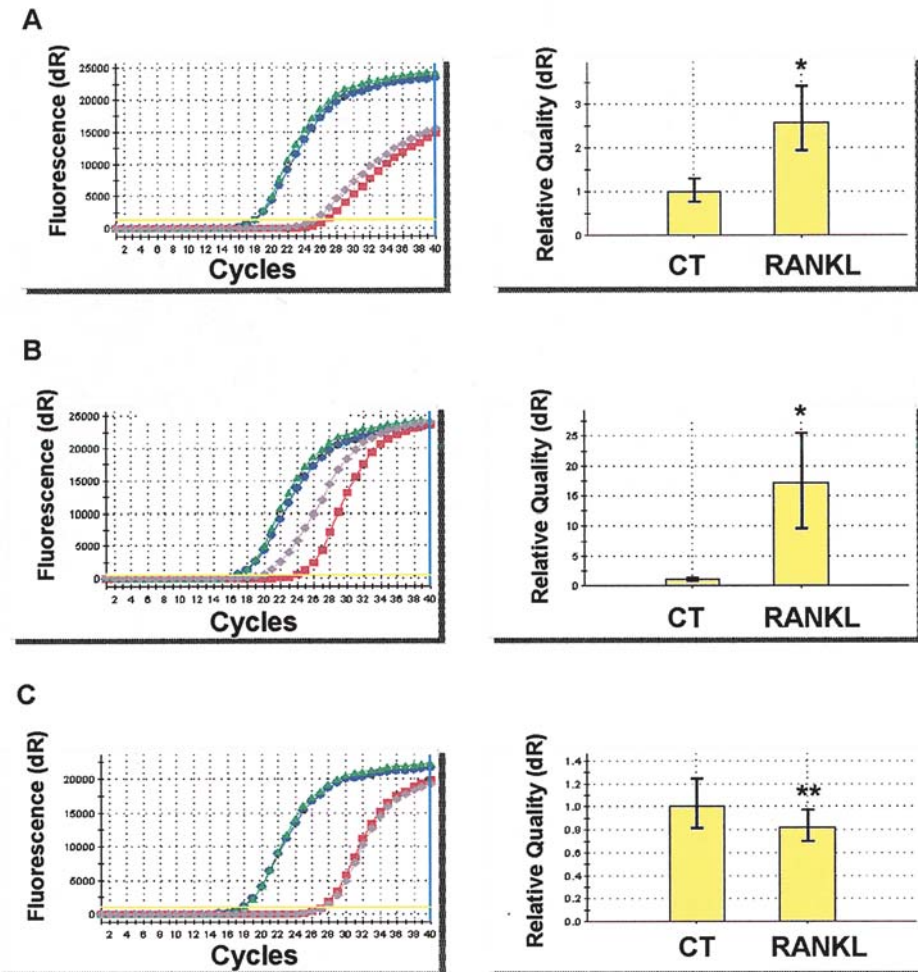 A
Fluorescence (dR)
25000
20000
15000
10000
5000
0
2 4 6 8 10 12 14 16 18 20 22 24 26 28 30 32 34 36 38 40
Cycles
Relative Quality (dR)
3
2
1
0
*
CT RANKL
B
Fluorescence (dR)
25000
20000
15000
10000
5000
0
2 4 6 8 10 12 14 16 18 20 22 24 26 28 30 32 34 36 38 40
Cycles
Relative Quality (dR)
25
20
15
10
5
0
*
CT RANKL
C
Fluorescence (dR)
20000
15000
10000
5000
0
2 4 6 8 10 12 14 16 18 20 22 24 26 28 30 32 34 36 38 40
Cycles
Relative Quality (dR)
1.4
1.2
1.0
0.8
0.6
0.4
0.2
0.0
**
CT RANKL